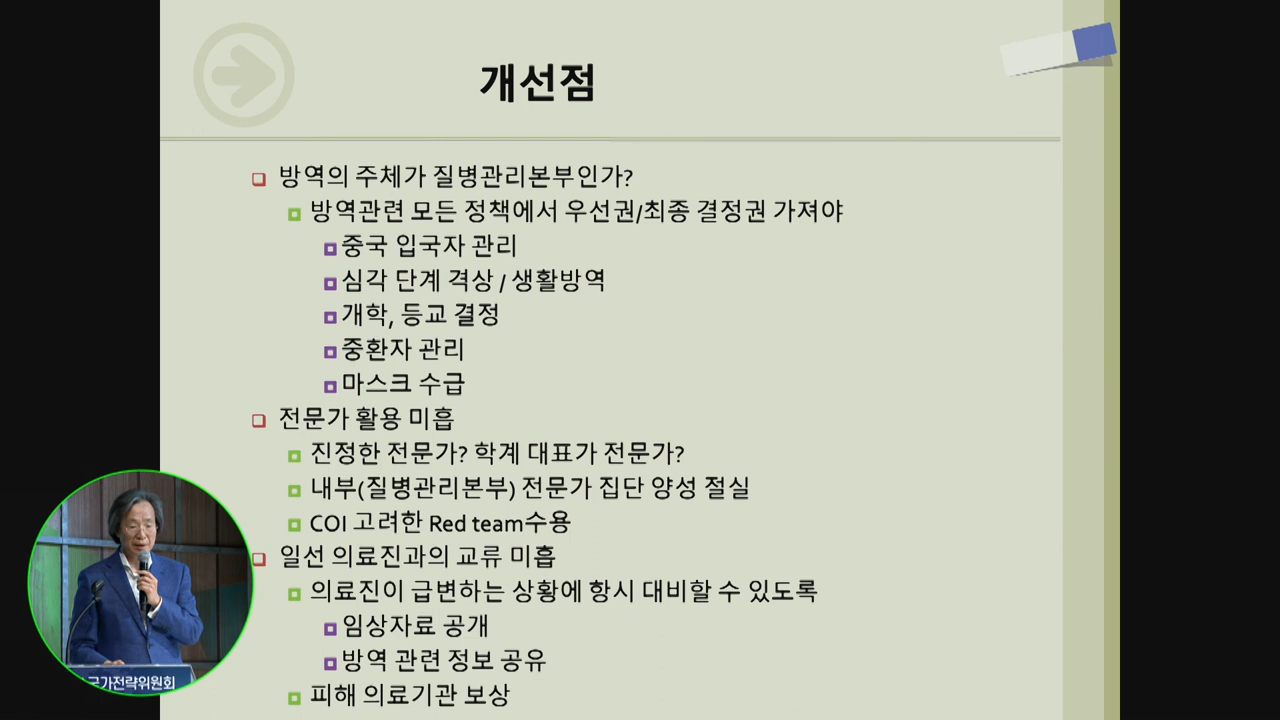 개선점
방역의 주체가 질병관리본부인가?
방역관련 모든 정책에서 우선권/최종 결정권 가져야
중국 입국자 관리
심각 단계 격상 / 생활방역
개학, 등교 결정
중환자 관리
마스크 수급
전문가 활용 미흡
진정한 전문가? 학계 대표가 전문가?
내부(질병관리본부) 전문가 집단 양성 절실
COI 고려한 Red team수용
일선 의료진과의 교류 미흡
의료진이 급변하는 상황에 항시 대비할 수 있도록
임상자료 공개
방역 관련 정보 공유
피해 의료기관 보상
국가전략위원회